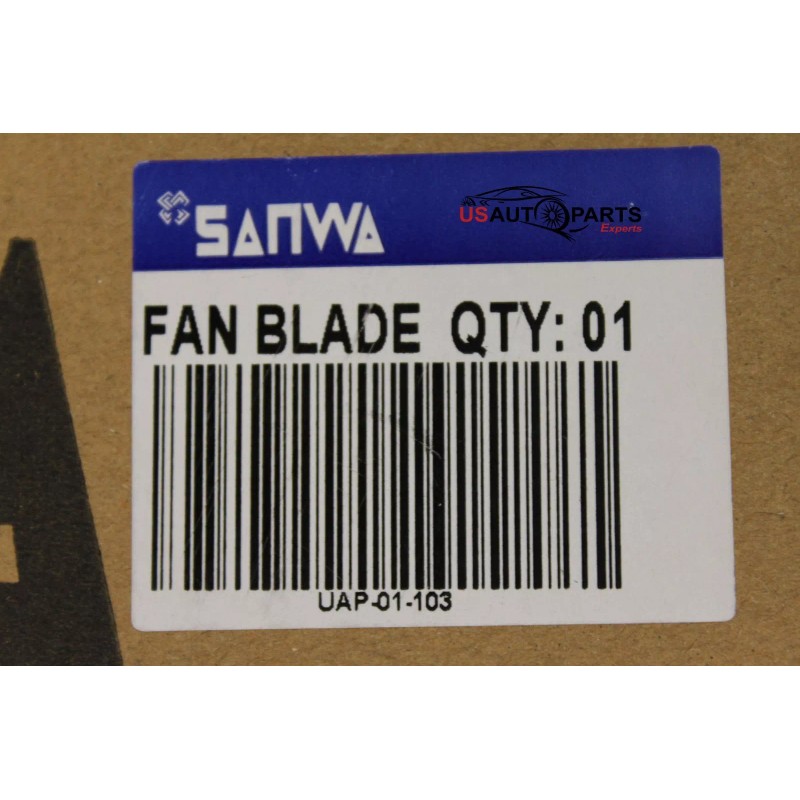 SANWA
USAUTOPARTS
Experts
FAN BLADE QTY: 01
UAP-01-103